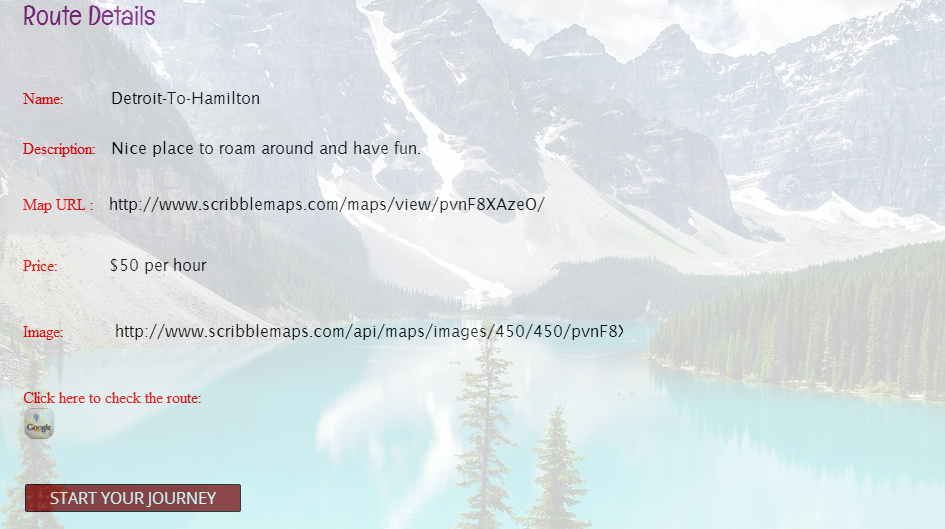 Route Details
Name: Detroit-To-Hamilton
Description: Nice place to roam around and have fun.
Map URL : http://www.scribblemaps.com/maps/view/pvnF8XAzeO/
Price: $50 per hour
Image: http://www.scribblemaps.com/api/maps/images/450/450/pvnF8X
Click here to check the route:
Google
START YOUR JOURNEY